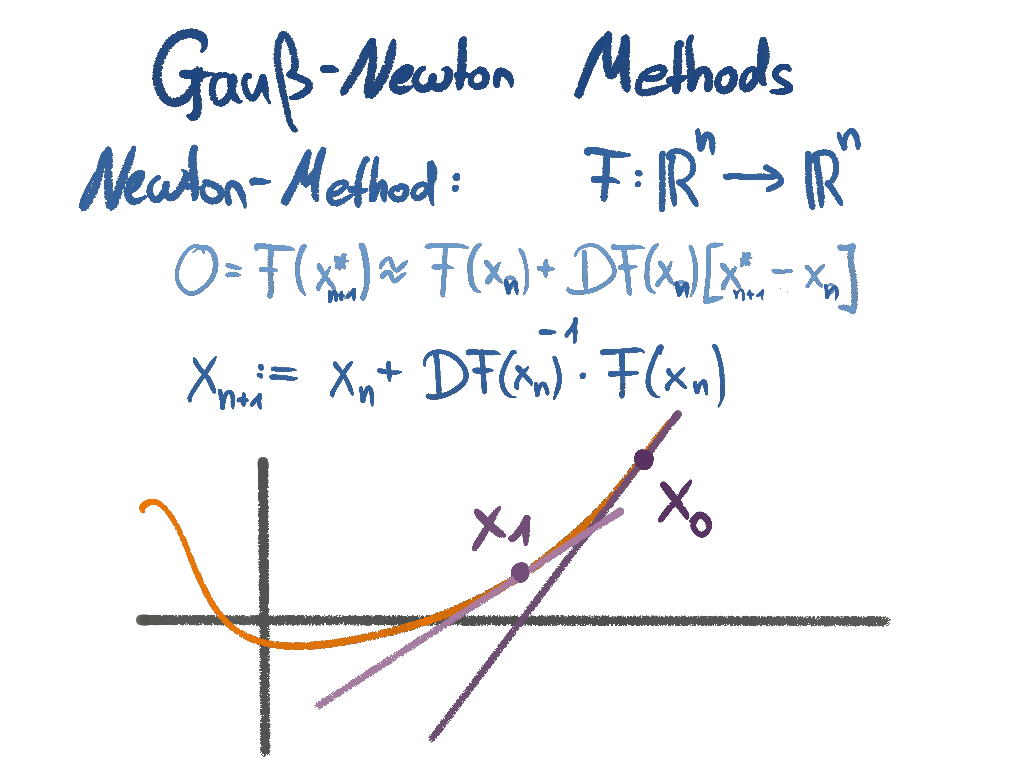 Gauß-Newton Methods
Newton-Method: F: ℝⁿ → ℝⁿ
0 = F(x*ₙ₊₁) ≈ F(xₙ) + DF(xₙ)[x*ₙ₊₁ - xₙ]
xₙ₊₁ := xₙ + DF(xₙ)⁻¹ · F(xₙ)
x₁
x₀